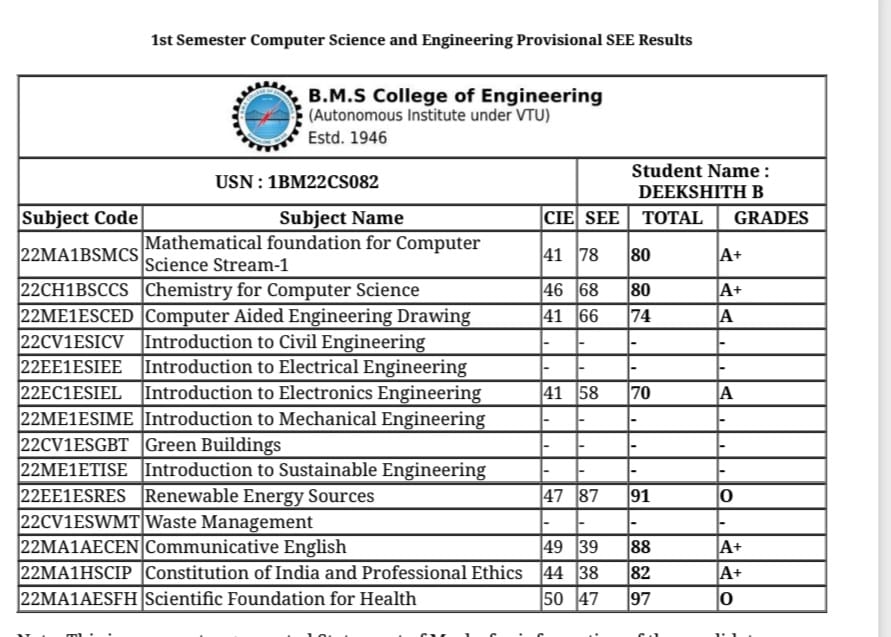 1st Semester Computer Science and Engineering Provisional SEE Results
B.M.S College of Engineering
(Autonomous Institute under VTU)
Estd. 1946
USN : 1BM22CS082
Student Name :
DEEKSHITH B
Subject Code Subject Name CIE SEE TOTAL GRADES
22MA1BSMCS Mathematical foundation for Computer
Science Stream-1 41 78 80 A+
22CH1BSCCS Chemistry for Computer Science 46 68 80 A+
22ME1ESCED Computer Aided Engineering Drawing 41 66 74 A
22CV1ESICV Introduction to Civil Engineering - - - -
22EE1ESIEE Introduction to Electrical Engineering - - - -
22EC1ESIEL Introduction to Electronics Engineering 41 58 70 A
22ME1ESIME Introduction to Mechanical Engineering - - - -
22CV1ESGBT Green Buildings - - - -
22ME1ETISE Introduction to Sustainable Engineering - - - -
22EE1ESRES Renewable Energy Sources 47 87 91 O
22CV1ESWMT Waste Management - - - -
22MA1AECEN Communicative English 49 39 88 A+
22MA1HSCIP Constitution of India and Professional Ethics 44 38 82 A+
22MA1AESFH Scientific Foundation for Health 50 47 97 O